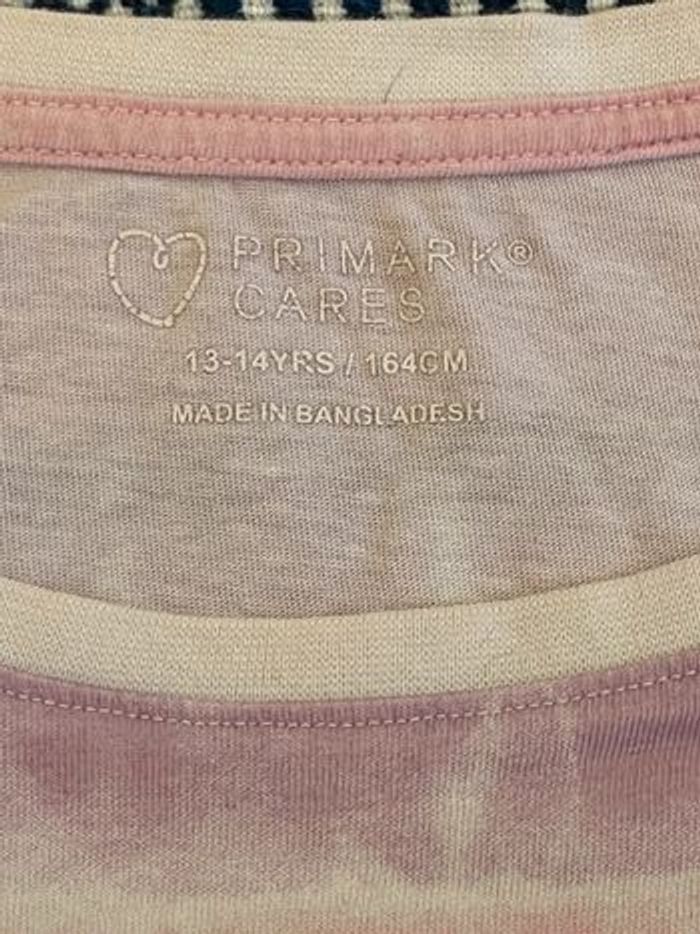 PRIMARK®
CARES
13-14YRS / 164CM
MADE IN BANGLADESH